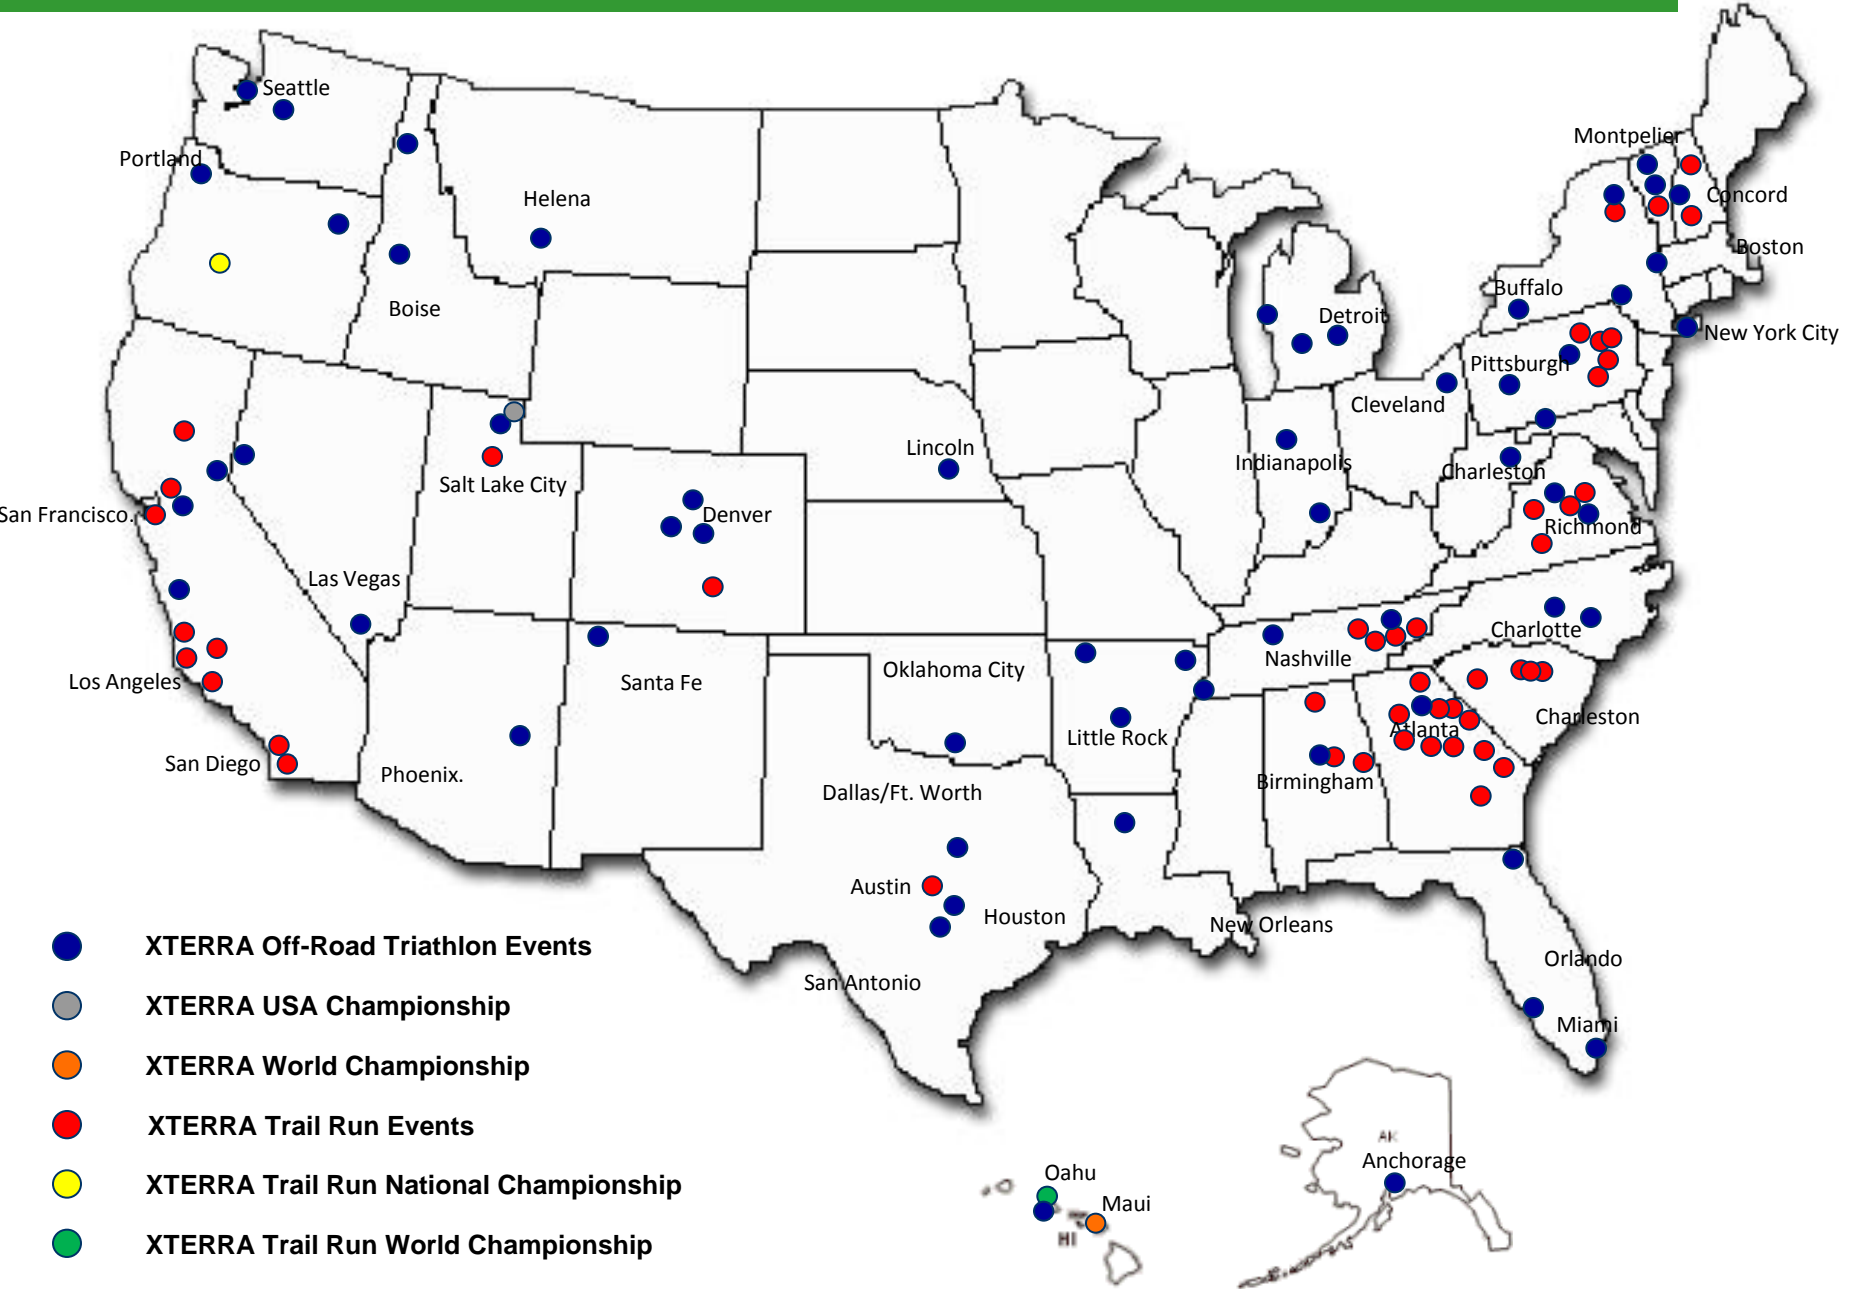 Seattle
Montpelier
Portland
Helena
Concord
Boston
Buffalo
Boise
Detroit
New York City
Pittsburgh
Cleveland
Lincoln
Indianapolis
Charleston
Salt Lake City
San Francisco.
Denver
Richmond
Las Vegas
Charlotte
Nashville
Oklahoma City
Los Angeles
Santa Fe
Charleston
Atlanta
Little Rock
San Diego
Phoenix.
Birmingham
Dallas/Ft. Worth
Austin
Houston
New Orleans
XTERRA Off-Road Triathlon Events
Orlando
San Antonio
XTERRA USA Championship
Miami
XTERRA World Championship
XTERRA Trail Run Events
AK
Anchorage
Oahu
XTERRA Trail Run National Championship
Maui
HI
XTERRA Trail Run World Championship